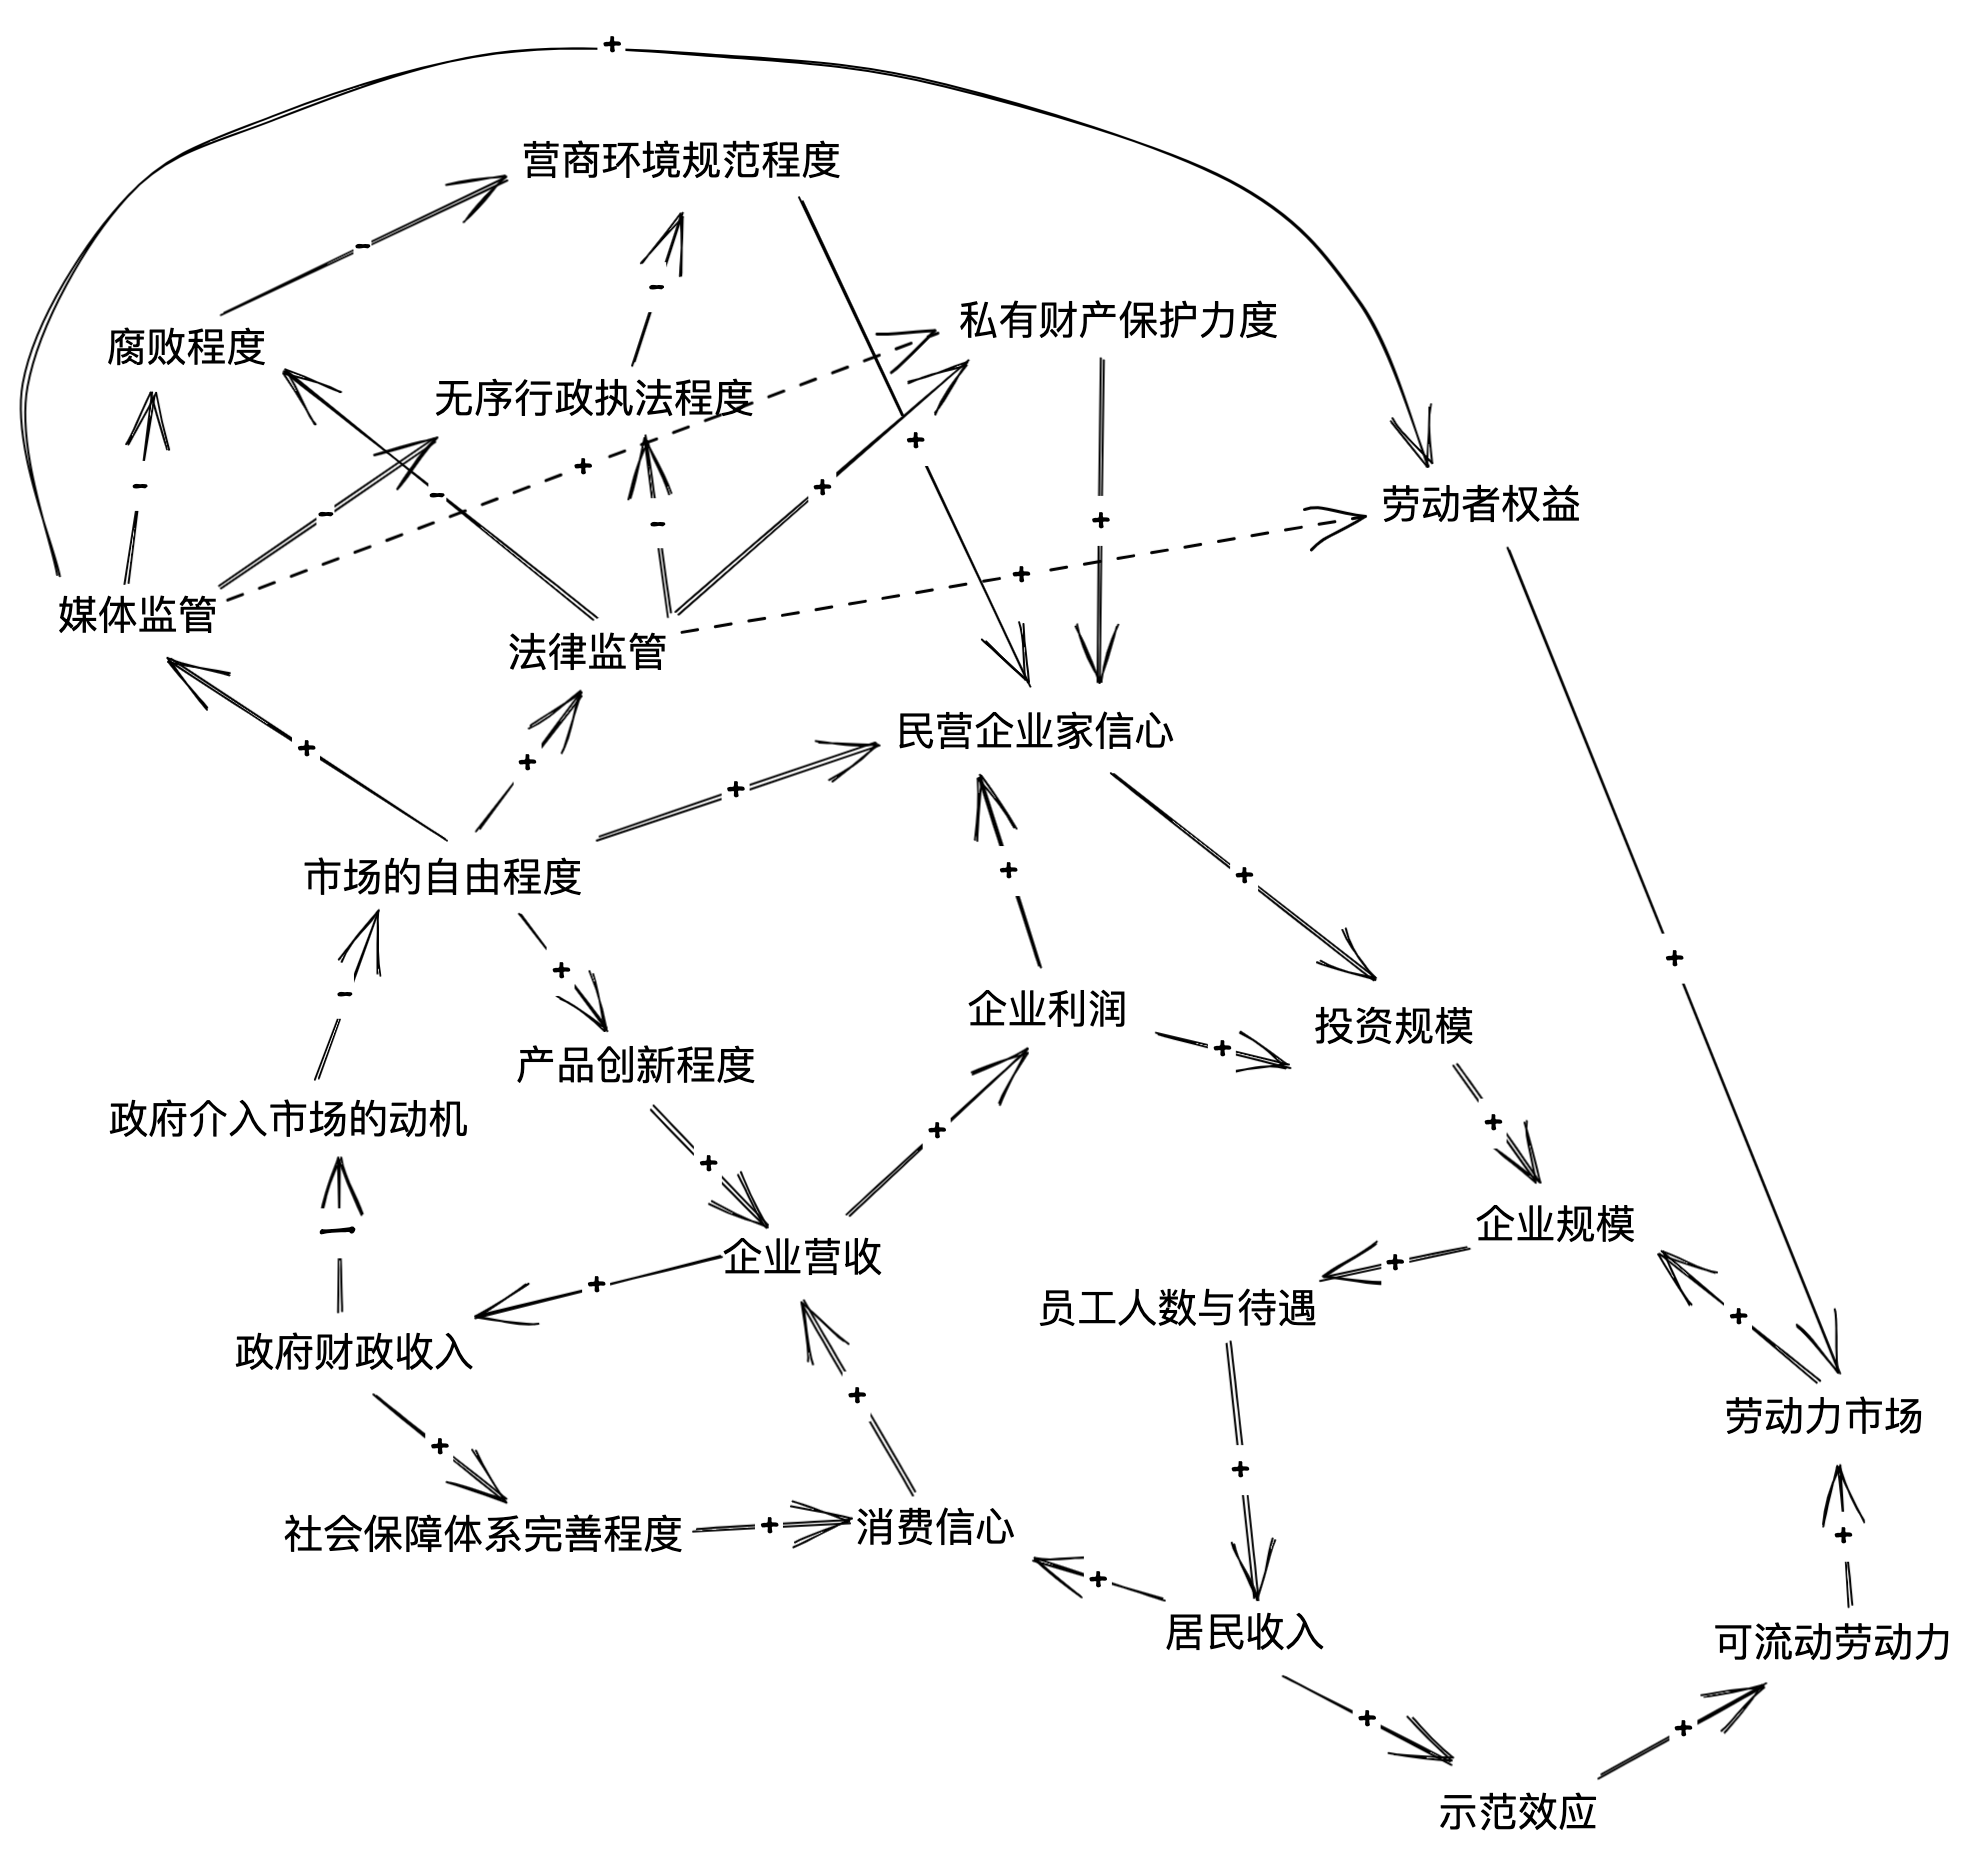 +
营商环境规范程度
-
-
私有财产保护力度
腐败程度
无序行政执法程度
+
+
-
-
+
-
劳动者权益
+
-
+
媒体监管
法律监管
民营企业家信心
+
+
+
市场的自由程度
+
+
+
+
-
企业利润
投资规模
+
产品创新程度
政府介入市场的动机
+
+
+
企业规模
-
企业营收
+
+
员工人数与待遇
+
政府财政收入
+
劳动力市场
+
+
社会保障体系完善程度
+
消费信心
+
+
居民收入
可流动劳动力
+
+
示范效应